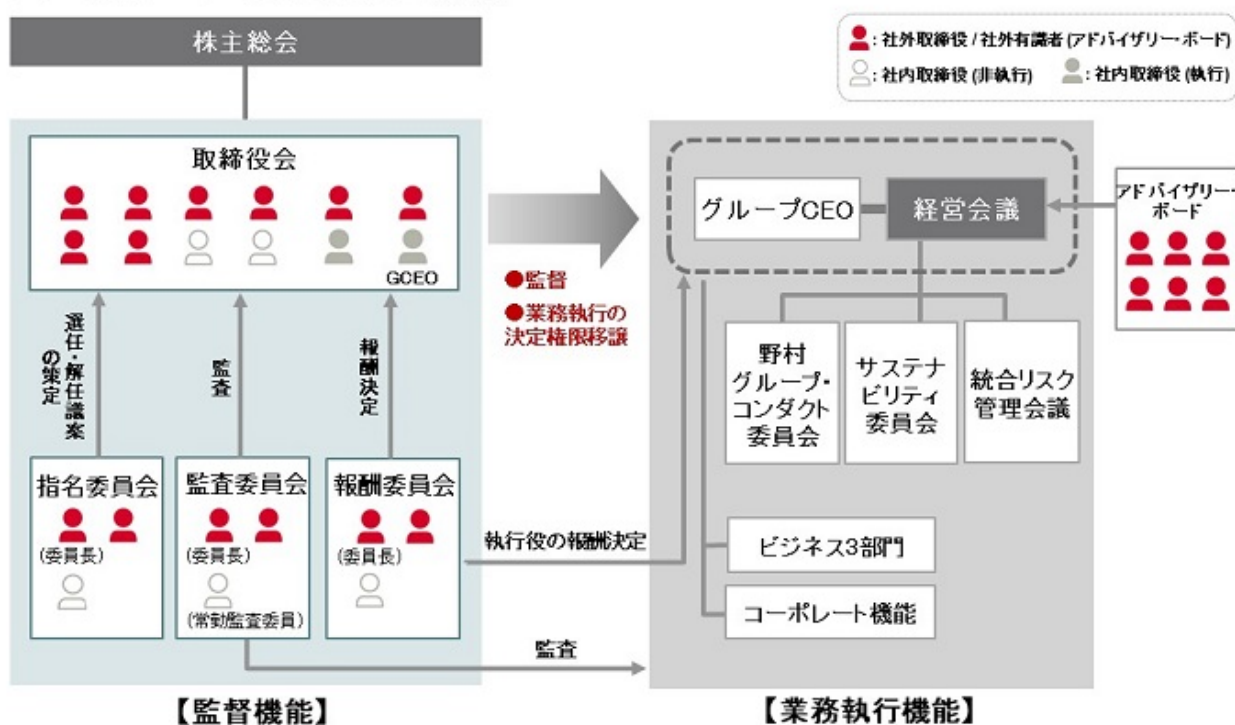 株主総会
: 社外取締役 / 社外有識者 (アドバイザリー・ボード)
: 社内取締役 (非執行)
: 社内取締役 (執行)
取締役会
GCEO
●監督
●業務執行の
決定権限移譲
グループCEO
経営会議
アドバイザリー・
ボード
選任・解任議案
の策定
監査
報酬決定
野村
グループ・
コンダクト
委員会
サステナ
ビリティ
委員会
統合リスク
管理会議
指名委員会
(委員長)
監査委員会
(委員長)
(常勤監査委員)
報酬委員会
(委員長)
執行役の報酬決定
ビジネス3部門
コーポレート機能
監査
【監督機能】
【業務執行機能】